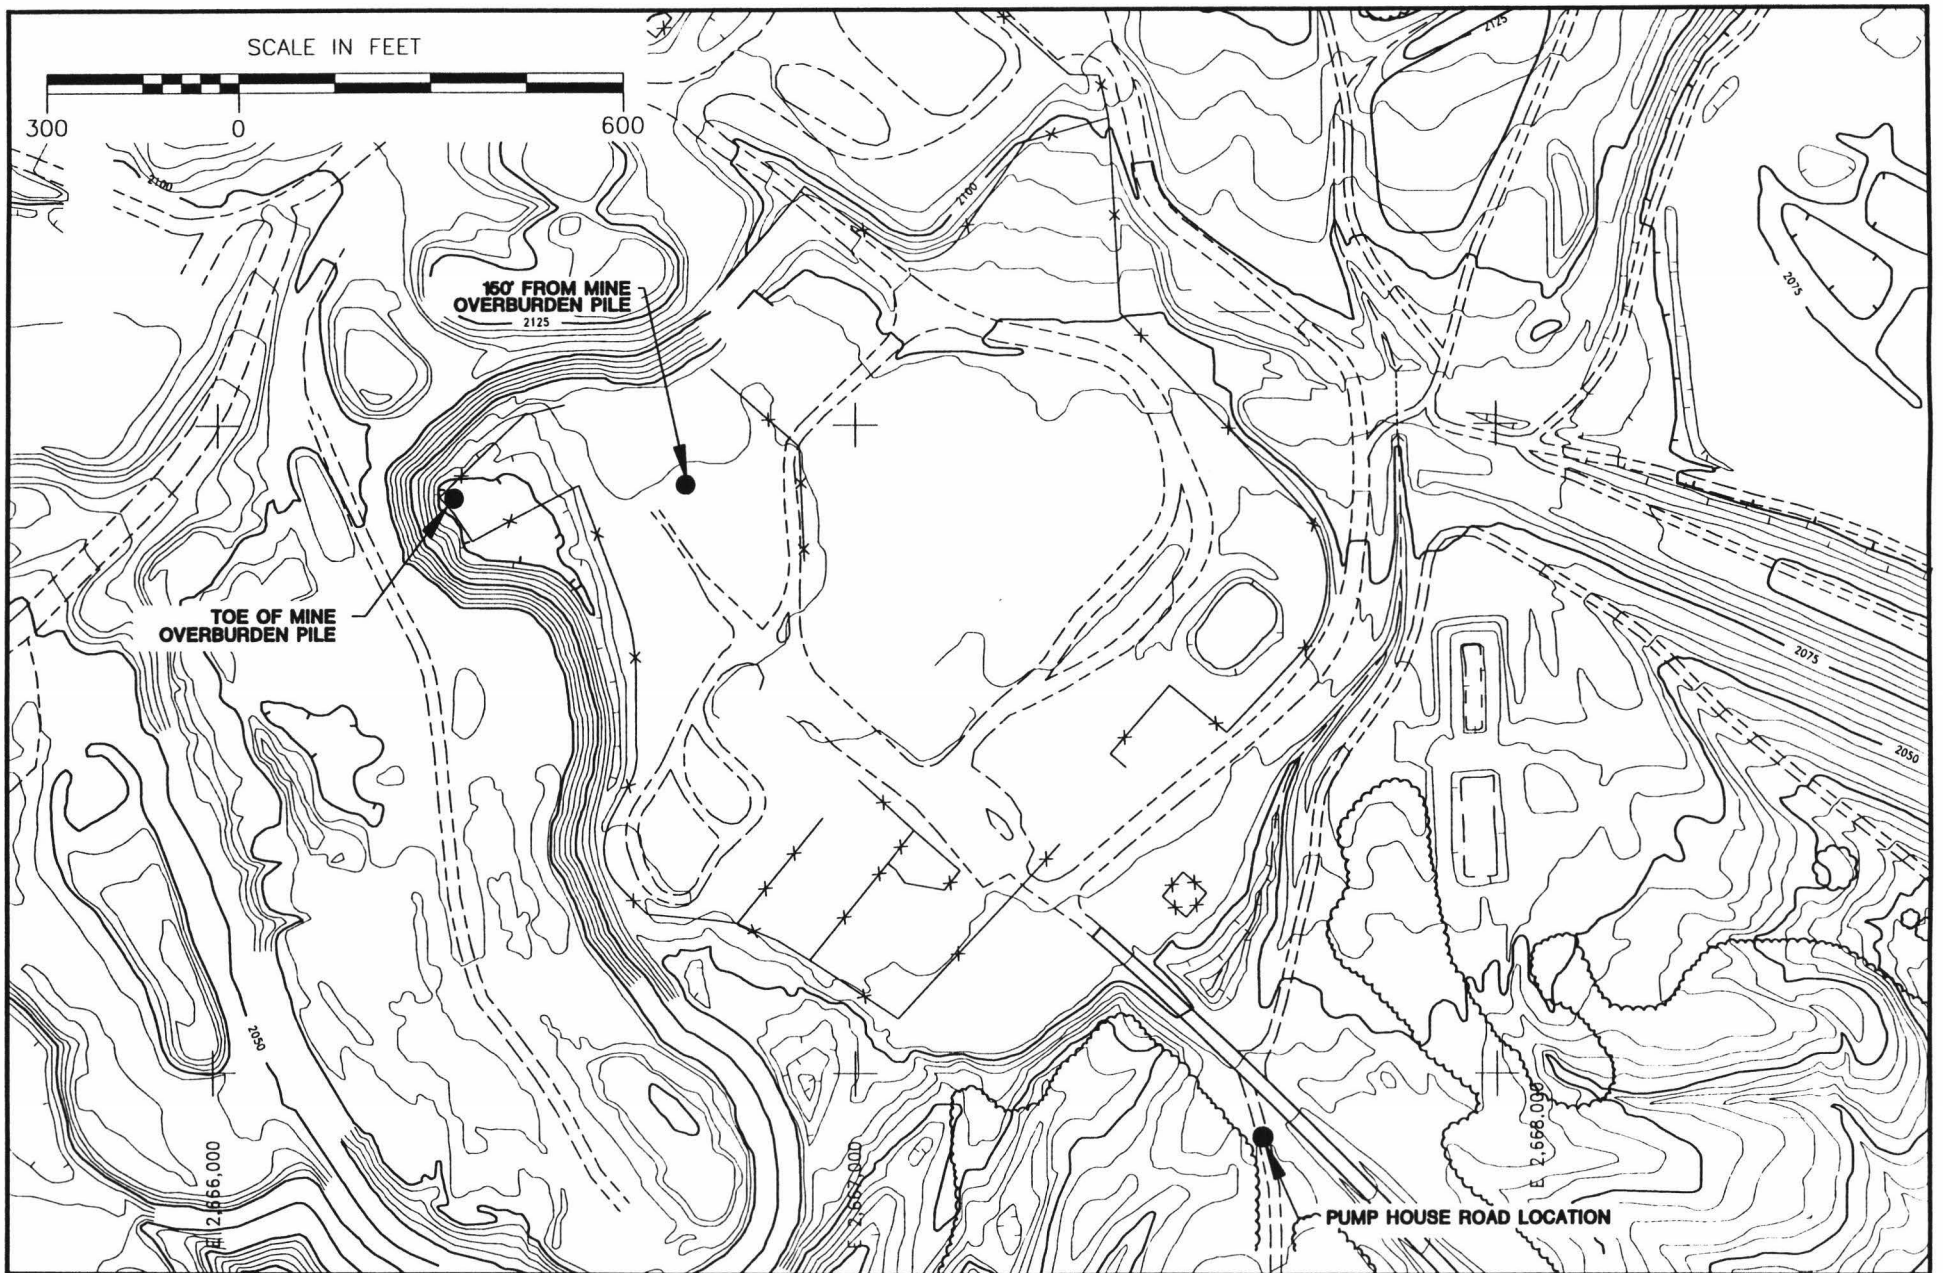 SCALE IN FEET
300 0 600
2125
2100
2100
2075
150' FROM MINE
OVERBURDEN PILE
2125
TOE OF MINE
OVERBURDEN PILE
2075
2050
2050
E 2,666,000
E 2,667,000
E 2,668,000
PUMP HOUSE ROAD LOCATION